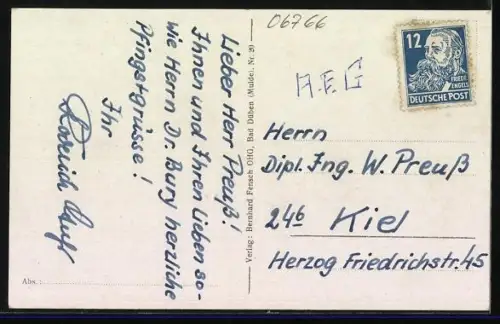 06766
A.E.G
12
FRIEDR.
ENGELS
DEUTSCHE POST
Lieber Herr Preuß!
Ihnen und Ihren Lieben so-
wie Herrn Dr. Bury herzliche
Pfingstgrüsse!
Ihr
Verlag: Bernhard Fensch OHG, Bad Düben (Mulde), Nr. 20
Herrn
Dipl. Ing. W. Preuß
24b Kiel
Herzog Friedrichstr. 45
Abs.: